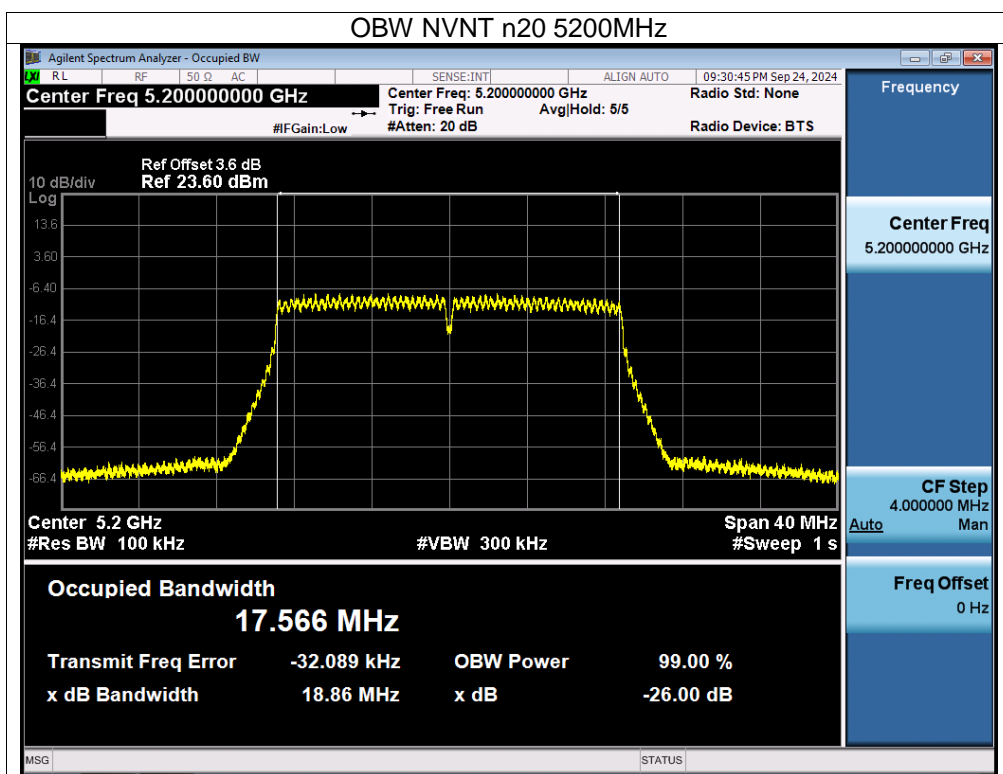 OBW NVNT n20 5200MHz
Agilent Spectrum Analyzer - Occupied BW
LXI RL RF 50 Ω AC SENSE:INT ALIGN AUTO 09:30:45 PM Sep 24, 2024
Center Freq 5.200000000 GHz Center Freq: 5.200000000 GHz Radio Std: None
Trig: Free Run Avg|Hold: 5/5
#IFGain:Low #Atten: 20 dB Radio Device: BTS
Ref Offset 3.6 dB
10 dB/div Ref 23.60 dBm
Log
13.6
3.60
-6.40
-16.4
-26.4
-36.4
-46.4
-56.4
-66.4
Center 5.2 GHz Span 40 MHz
#Res BW 100 kHz #VBW 300 kHz #Sweep 1 s
Occupied Bandwidth
17.566 MHz
Transmit Freq Error -32.089 kHz OBW Power 99.00 %
x dB Bandwidth 18.86 MHz x dB -26.00 dB
MSG STATUS
Frequency
Center Freq
5.200000000 GHz
CF Step
4.000000 MHz
Auto Man
Freq Offset
0 Hz